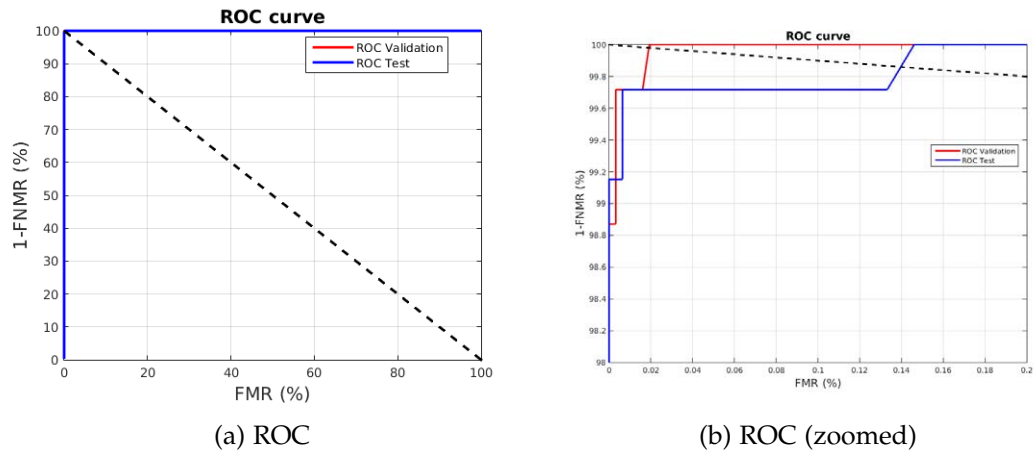 ROC curve
100
90
80
70
60
50
40
30
20
10
0
1-FNMR (%)
ROC Validation
ROC Test
0 20 40 60 80 100
FMR (%)
(a) ROC
ROC curve
100
99.8
99.6
99.4
99.2
99
98.8
98.6
98.4
98.2
98
1-FNMR (%)
ROC Validation
ROC Test
0 0.02 0.04 0.06 0.08 0.1 0.12 0.14 0.16 0.18 0.2
FMR (%)
(b) ROC (zoomed)